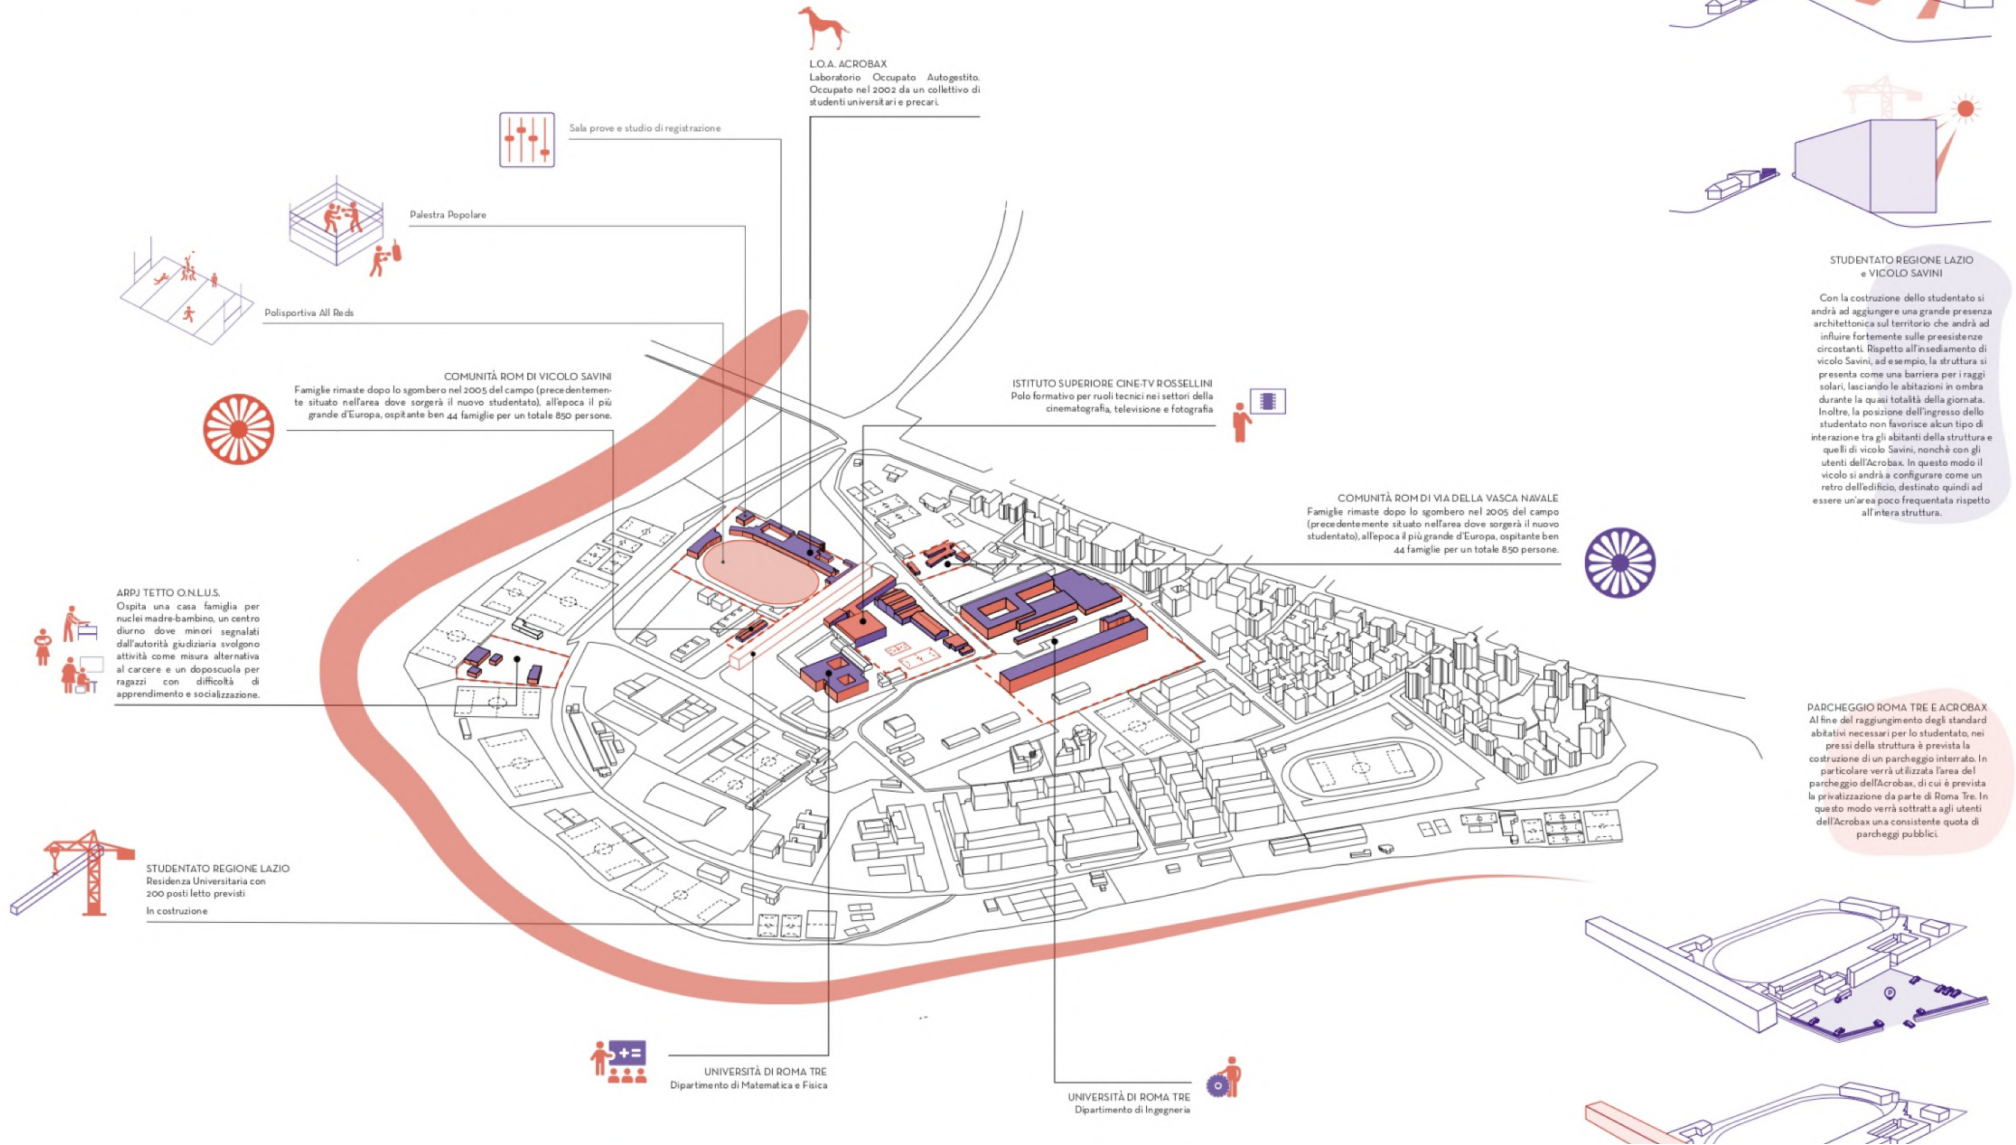 L.O.A. ACROBAX
Laboratorio Occupato Autogestito.
Occupato nel 2002 da un collettivo di
studenti universitari e precari.
Sala prove e studio di registrazione
Palestra Popolare
Polisportiva All Reds
COMUNITÀ ROM DI VICOLO SAVINI
Famiglie rimaste dopo lo sgombero nel 2005 del campo (precedentemen-
te situato nell'area dove sorgerà il nuovo studentato), all'epoca il più
grande d'Europa, ospitante ben 44 famiglie per un totale 850 persone.
ISTITUTO SUPERIORE CINE-TV ROSSELLINI
Polo formativo per ruoli tecnici nei settori della
cinematografia, televisione e fotografia
COMUNITÀ ROM DI VIA DELLA VASCA NAVALE
Famiglie rimaste dopo lo sgombero nel 2005 del campo
(precedentemente situato nell'area dove sorgerà il nuovo
studentato), all'epoca il più grande d'Europa, ospitante ben
44 famiglie per un totale 850 persone.
ARPJ TETTO O.N.L.U.S.
Ospita una casa famiglia per
nuclei madre-bambino, un centro
diurno dove minori segnalati
dall'autorità giudiziaria svolgono
attività come misura alternativa
al carcere e un doposcuola per
ragazzi con difficoltà di
apprendimento e socializzazione.
STUDENTATO REGIONE LAZIO
Residenza Universitaria con
200 posti letto previsti
In costruzione
UNIVERSITÀ DI ROMA TRE
Dipartimento di Matematica e Fisica
UNIVERSITÀ DI ROMA TRE
Dipartimento di Ingegneria
STUDENTATO REGIONE LAZIO
e VICOLO SAVINI
Con la costruzione dello studentato si
andrà ad aggiungere una grande presenza
architettonica sul territorio che andrà ad
influire fortemente sulle preesistenze
circostanti. Rispetto all'insediamento di
vicolo Savini, ad esempio, la struttura si
presenta come una barriera per i raggi
solari, lasciando le abitazioni in ombra
durante la quasi totalità della giornata.
Inoltre, la posizione dell'ingresso dello
studentato non favorisce alcun tipo di
interazione tra gli abitanti della struttura e
quelli di vicolo Savini, nonchè con gli
utenti dell'Acrobax. In questo modo il
vicolo si andrà a configurare come un
retro dell'edificio, destinato quindi ad
essere un'area poco frequentata rispetto
all'intera struttura.
PARCHEGGIO ROMA TRE E ACROBAX
Al fine del raggiungimento degli standard
abitativi necessari per lo studentato, nei
pressi della struttura è prevista la
costruzione di un parcheggio interrato. In
particolare verrà utilizzata l'area del
parcheggio dell'Acrobax, di cui è prevista
la privatizzazione da parte di Roma Tre. In
questo modo verrà sottratta agli utenti
dell'Acrobax una consistente quota di
parcheggi pubblici.
P